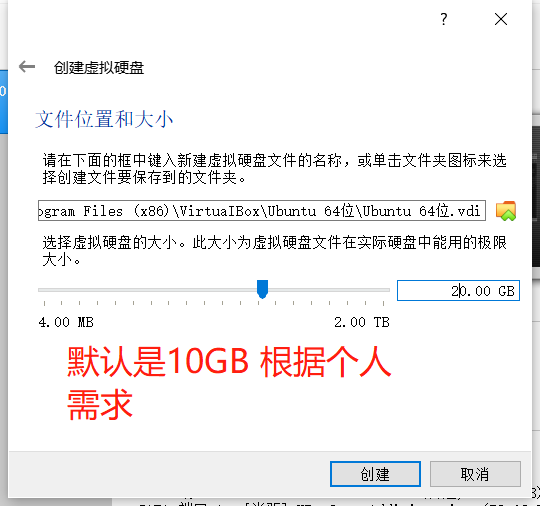 创建虚拟硬盘
文件位置和大小
请在下面的框中键入新建虚拟硬盘文件的名称，或单击文件夹图标来选
择创建文件要保存到的文件夹。
ogram Files (x86)\VirtualBox\Ubuntu 64位\Ubuntu 64位.vdi
选择虚拟硬盘的大小。此大小为虚拟硬盘文件在实际硬盘中能用的极限
大小。
20.00 GB
4.00 MB 2.00 TB
默认是10GB 根据个人
需求
创建 取消